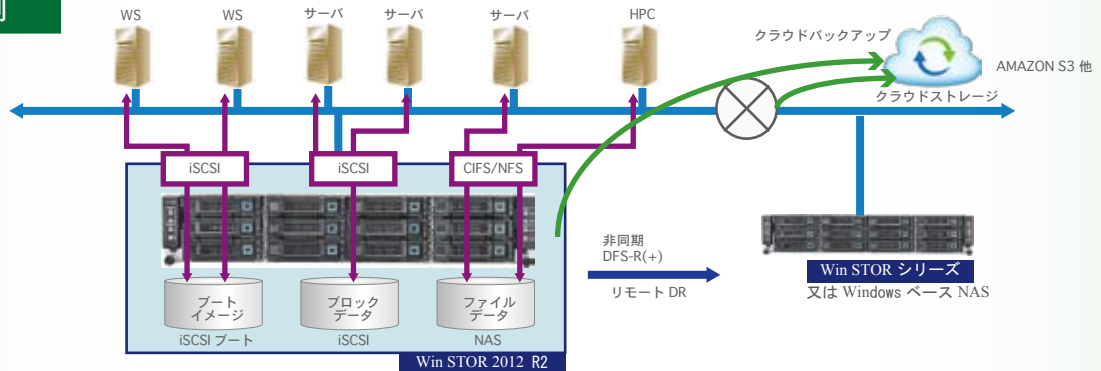 例
WS
WS
サーバ
サーバ
サーバ
HPC
クラウドバックアップ
AMAZON S3 他
クラウドストレージ
iSCSI
iSCSI
CIFS/NFS
非同期
DFS-R(+)
リモート DR
Win STOR シリーズ
又は Windows ベース NAS
ブート
イメージ
ブロック
データ
ファイル
データ
iSCSI ブート
iSCSI
NAS
Win STOR 2012 R2